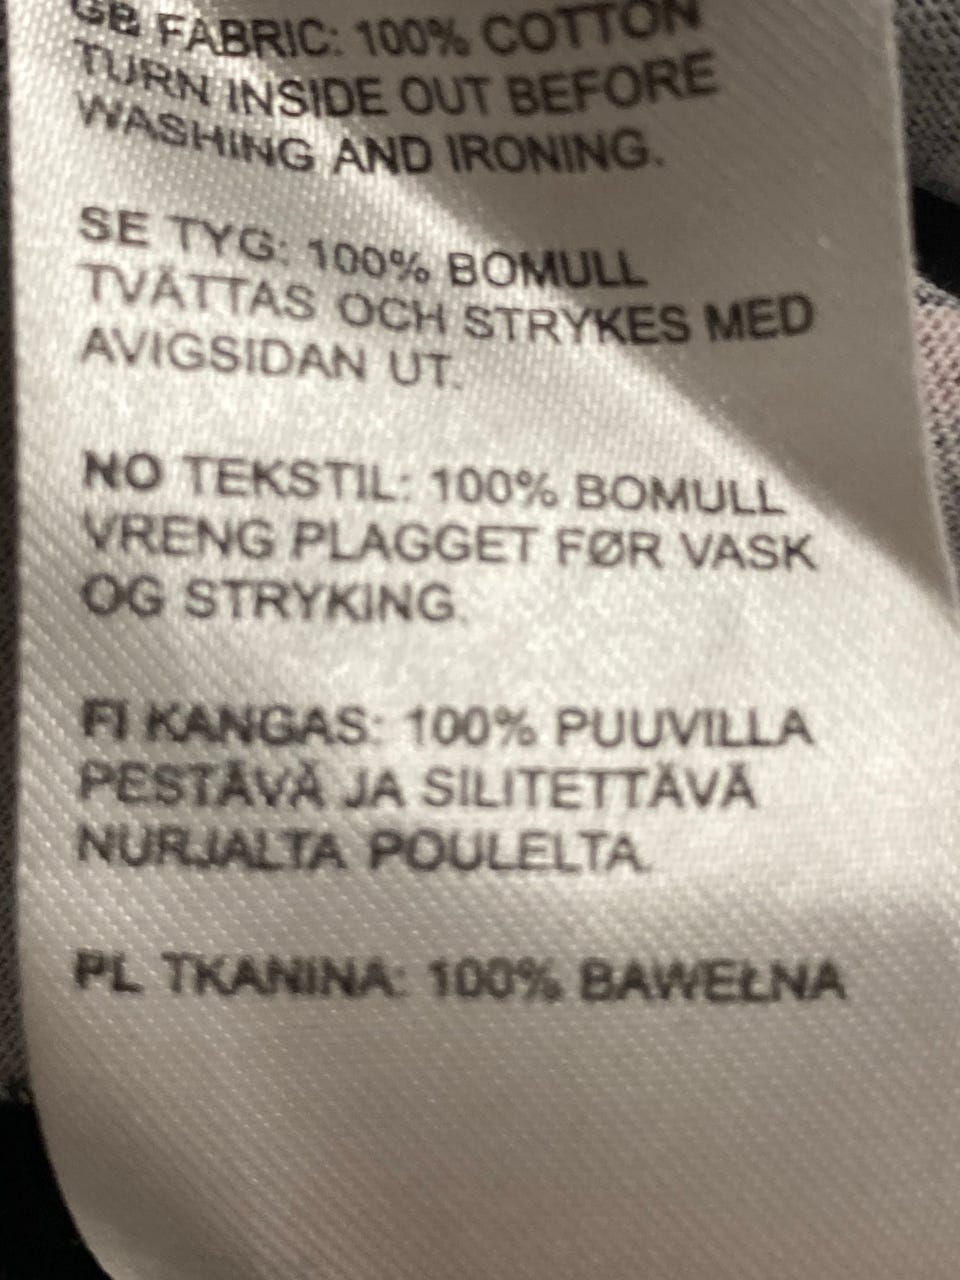 GB FABRIC: 100% COTTON
TURN INSIDE OUT BEFORE
WASHING AND IRONING.
SE TYG: 100% BOMULL
TVÄTTAS OCH STRYKES MED
AVIGSIDAN UT.
NO TEKSTIL: 100% BOMULL
VRENG PLAGGET FØR VASK
OG STRYKING.
FI KANGAS: 100% PUUVILLA
PESTÄVÄ JA SILITETTÄVÄ
NURJALTA POULELTA.
PL TKANINA: 100% BAWEŁNA